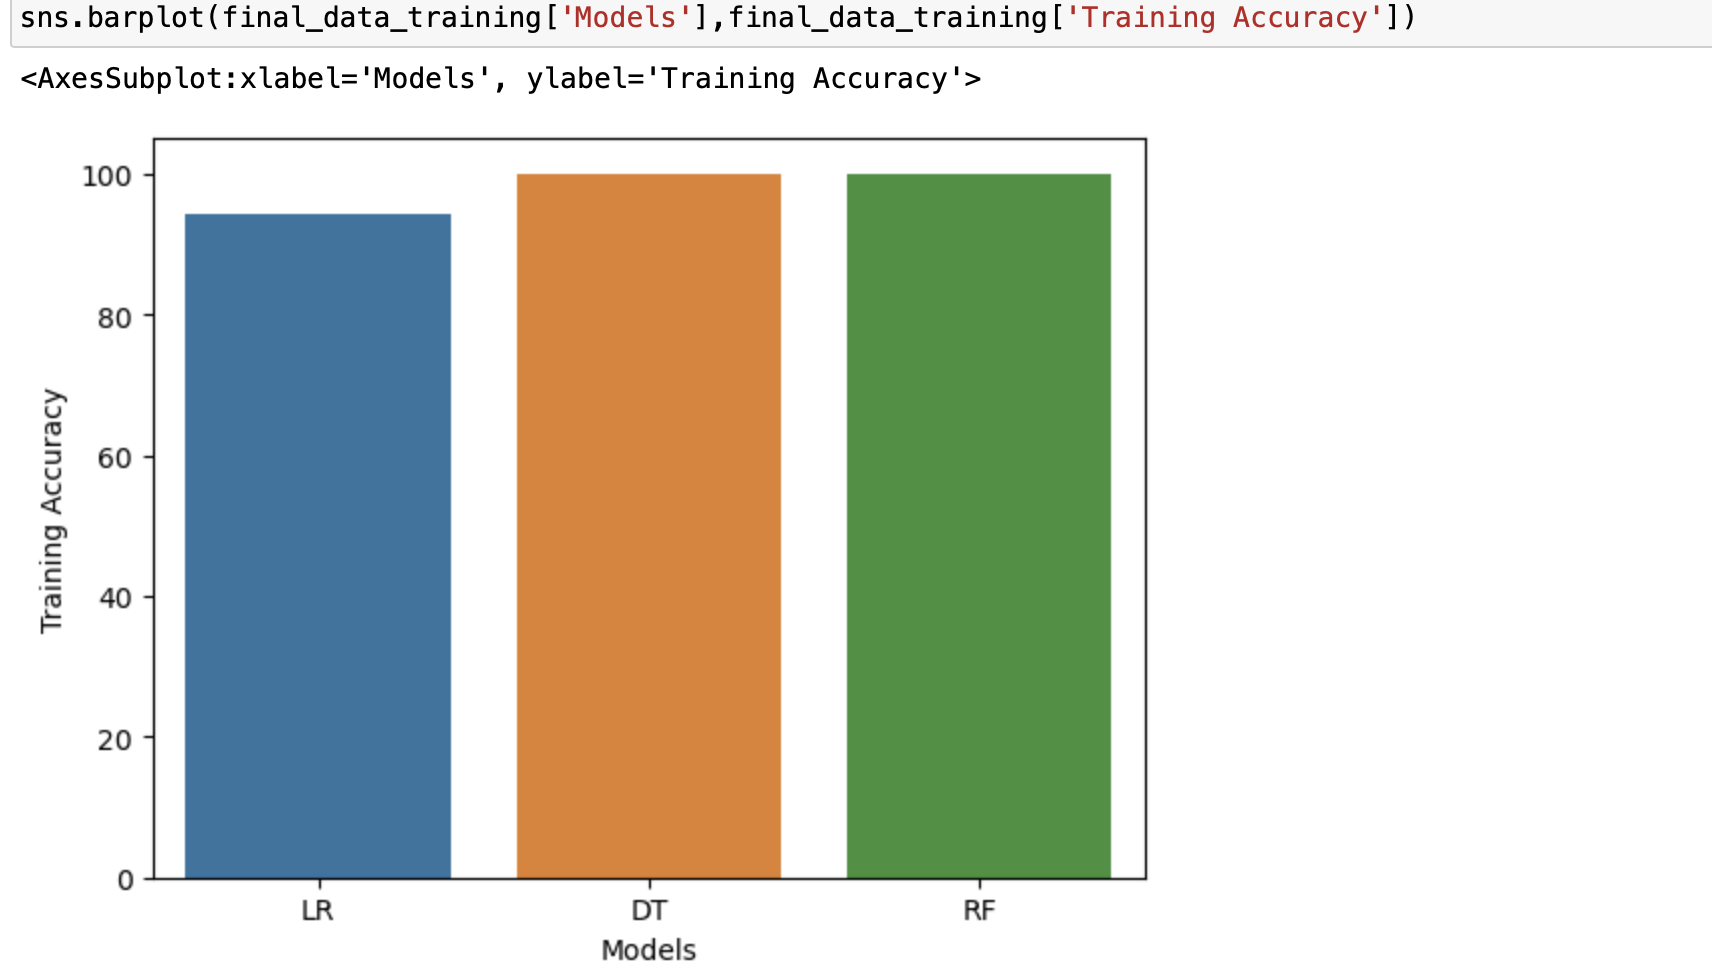 sns.barplot(final_data_training['Models'],final_data_training['Training Accuracy'])
<AxesSubplot:xlabel='Models', ylabel='Training Accuracy'>
100
80
60
40
20
0
Training Accuracy
LR DT RF
Models